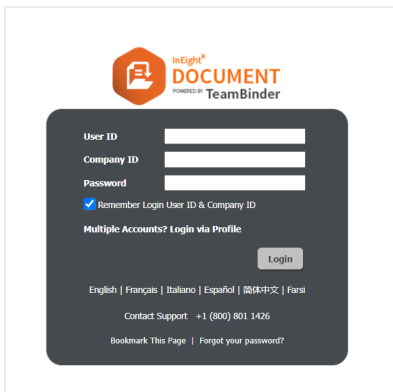 InEight®
DOCUMENT
POWERED BY TeamBinder
User ID
Company ID
Password
Remember Login User ID & Company ID
Multiple Accounts? Login via Profile
Login
English | Français | Italiano | Español | 简体中文 | Farsi
Contact Support +1 (800) 801 1426
Bookmark This Page | Forgot your password?